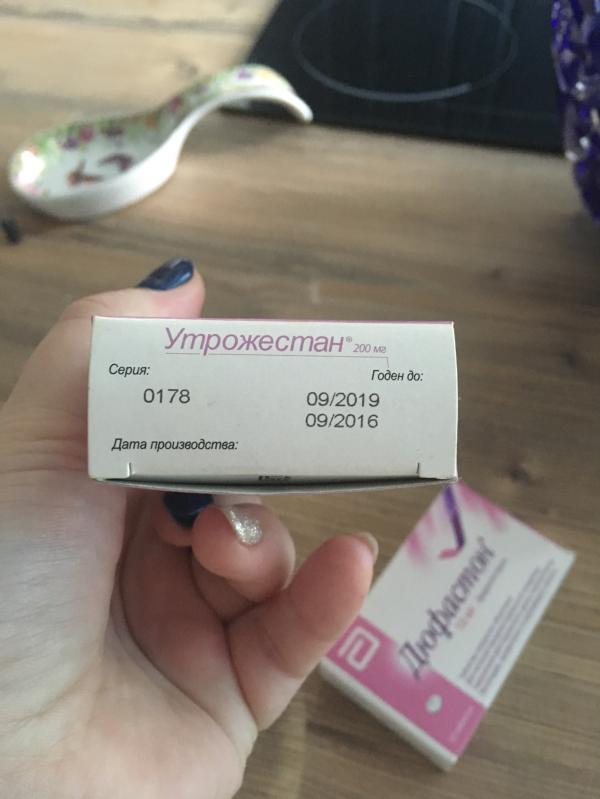 Утрожестан® 200 мг
Серия:
Годен до:
0178
09/2019
09/2016
Дата производства:
Дюфастон®